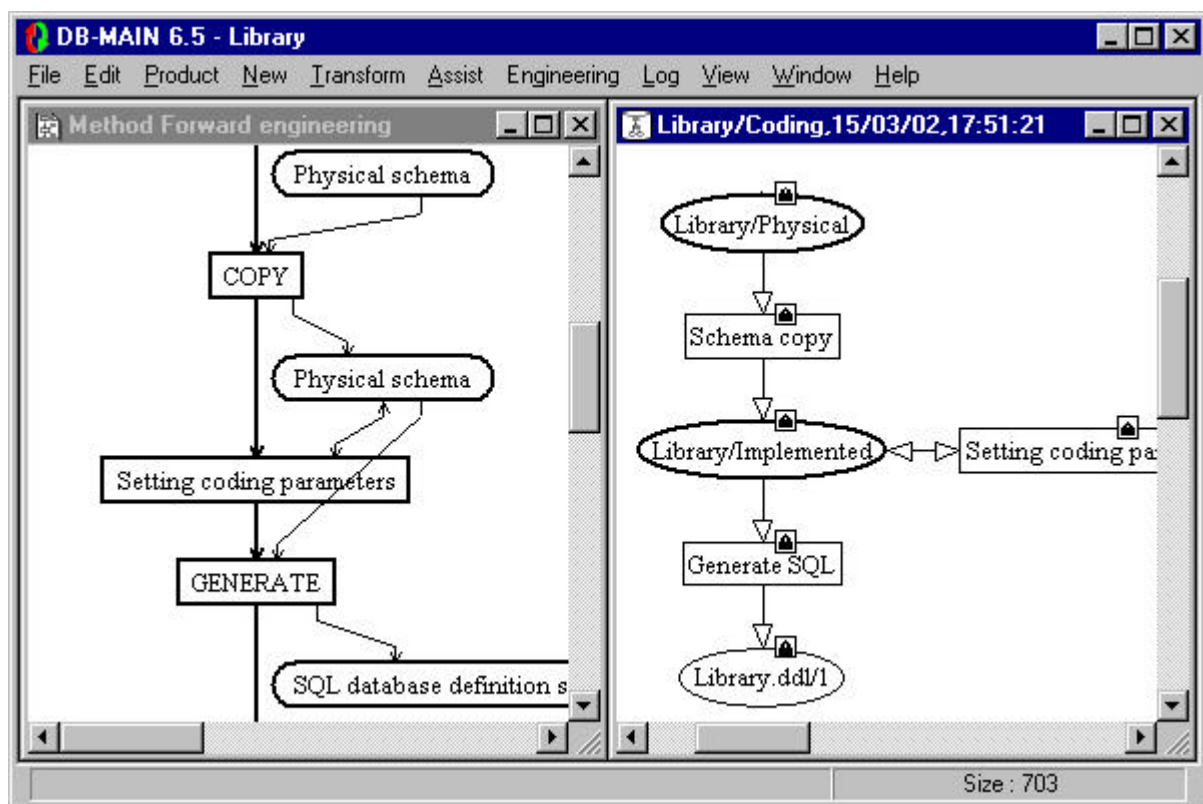 DB-MAIN 6.5 - Library
File Edit Product New Transform Assist Engineering Log View Window Help
Method Forward engineering
Physical schema
COPY
Physical schema
Setting coding parameters
GENERATE
SQL database definition s
Library/Coding,15/03/02,17:51:21
Library/Physical
Schema copy
Library/Implemented
Setting coding pa
Generate SQL
Library.ddl/1
Size : 703